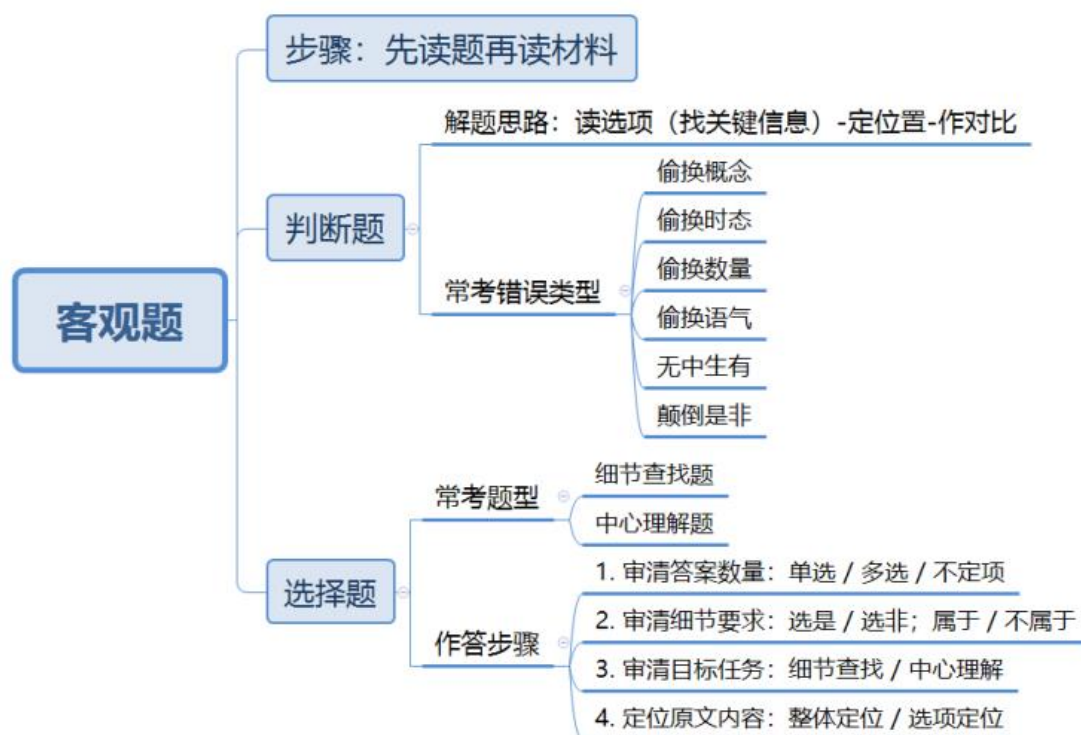 客观题
步骤：先读题再读材料
判断题
解题思路：读选项（找关键信息）-定位置-作对比
常考错误类型
偷换概念
偷换时态
偷换数量
偷换语气
无中生有
颠倒是非
选择题
常考题型
细节查找题
中心理解题
作答步骤
1. 审清答案数量：单选 / 多选 / 不定项
2. 审清细节要求：选是 / 选非；属于 / 不属于
3. 审清目标任务：细节查找 / 中心理解
4. 定位原文内容：整体定位 / 选项定位